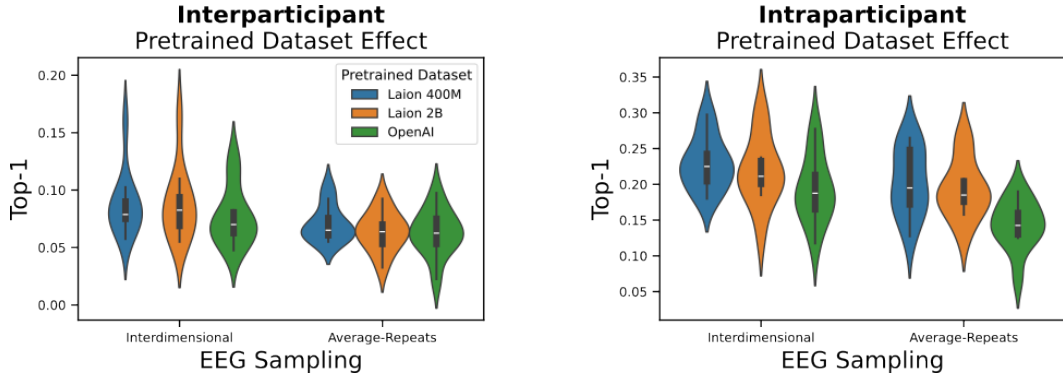 Interparticipant
Pretrained Dataset Effect
Top-1
0.20
0.15
0.10
0.05
0.00
Pretrained Dataset
Laion 400M
Laion 2B
OpenAI
Interdimensional
Average-Repeats
EEG Sampling
Intraparticipant
Pretrained Dataset Effect
Top-1
0.35
0.30
0.25
0.20
0.15
0.10
0.05
Interdimensional
Average-Repeats
EEG Sampling